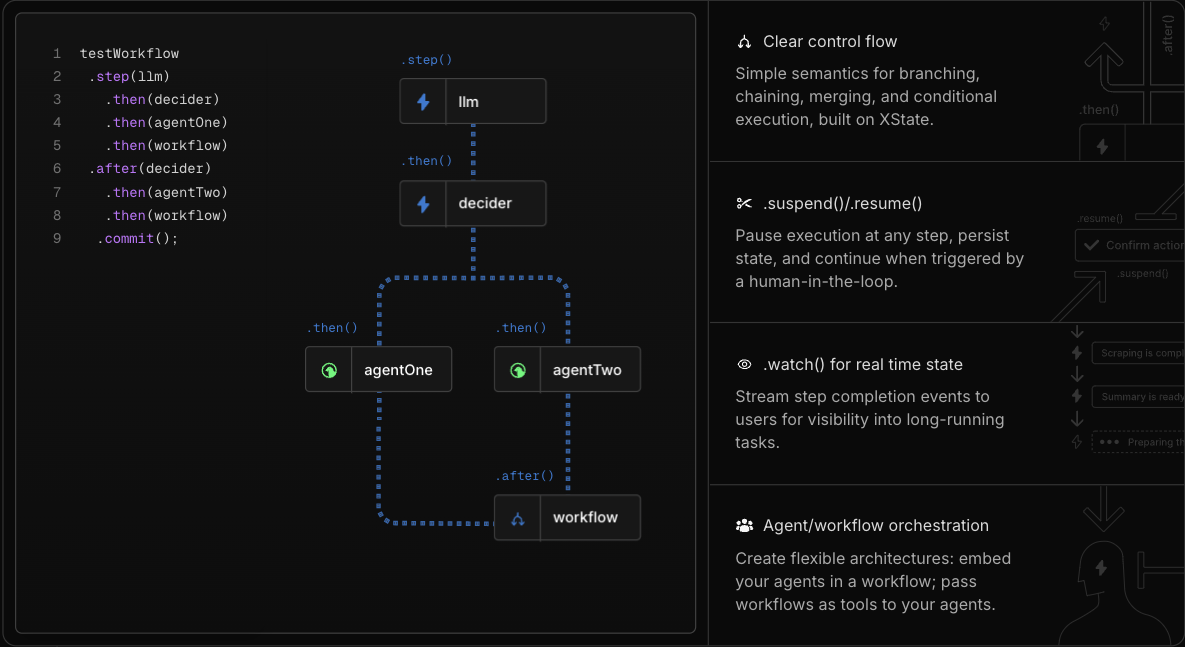 1 testWorkflow
2 .step(llm)
3 .then(decider)
4 .then(agentOne)
5 .then(workflow)
6 .after(decider)
7 .then(agentTwo)
8 .then(workflow)
9 .commit();
.step()
llm
.then()
decider
.then()
.then()
agentOne
agentTwo
.after()
workflow
Clear control flow
Simple semantics for branching,
chaining, merging, and conditional
execution, built on XState.
.after()
.then()
.suspend()/.resume()
Pause execution at any step, persist
state, and continue when triggered by
a human-in-the-loop.
.resume()
Confirm action
.suspend()
.watch() for real time state
Stream step completion events to
users for visibility into long-running
tasks.
Scraping is compl
Summary is ready
Preparing th
Agent/workflow orchestration
Create flexible architectures: embed
your agents in a workflow; pass
workflows as tools to your agents.